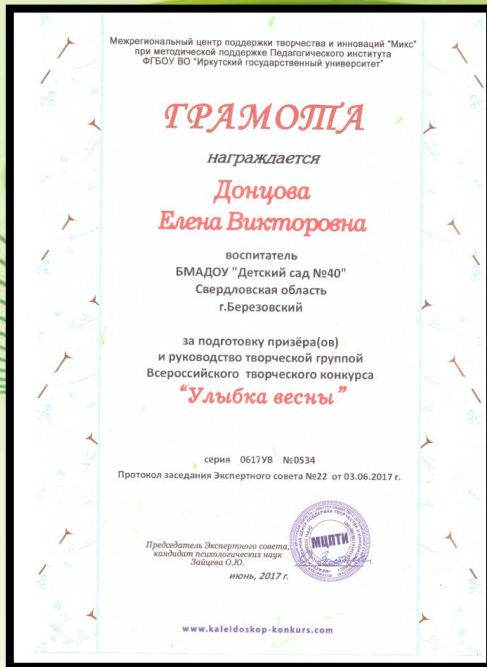 Межрегиональный центр поддержки творчества и инноваций "Микс"
при методической поддержке Педагогического института
ФГБОУ ВО "Иркутский государственный университет"
ГРАМОТА
награждается
Донцова
Елена Викторовна
воспитатель
БМАДОУ "Детский сад №40"
Свердловская область
г.Березовский
за подготовку призёра(ов)
и руководство творческой группой
Всероссийского творческого конкурса
“Улыбка весны”
серия 0617УВ №0534
Протокол заседания Экспертного совета №22 от 03.06.2017 г.
Председатель Экспертного совета,
кандидат психологических наук
Зайцева О.Ю.
июнь, 2017 г.
МЦПТИ
www.kaleidoskop-konkurs.com